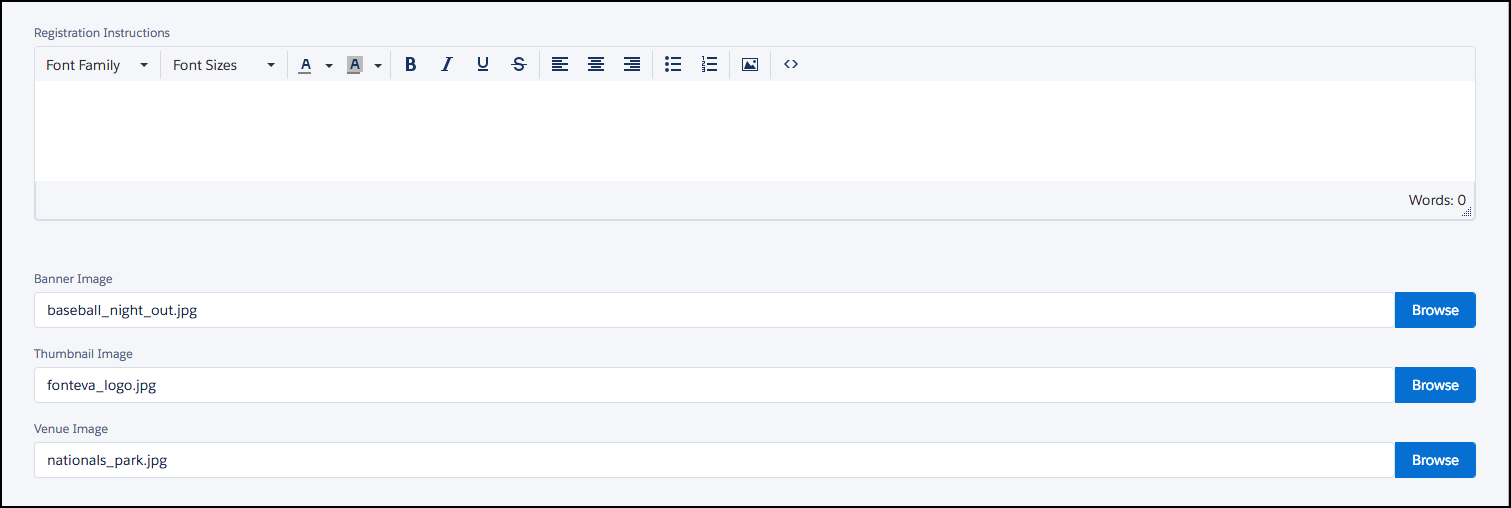 Registration Instructions
Font Family Font Sizes A A B I U S <>
Words: 0
Banner Image
baseball_night_out.jpg Browse
Thumbnail Image
fonteva_logo.jpg Browse
Venue Image
nationals_park.jpg Browse